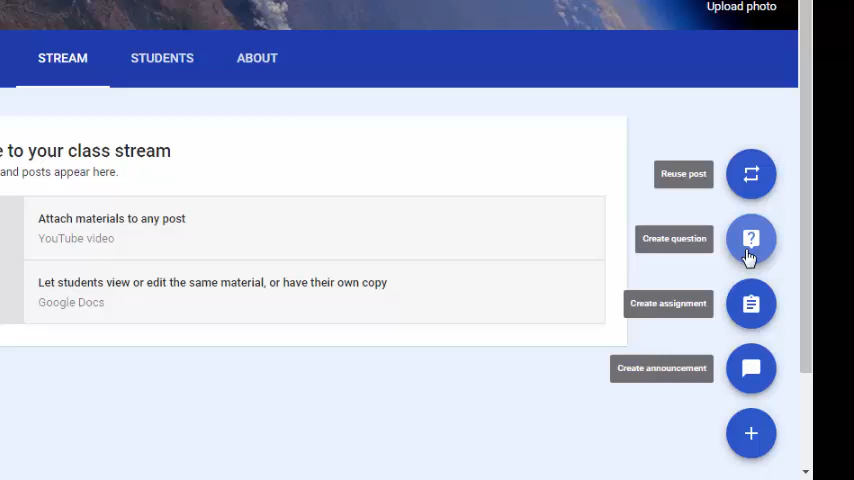 Upload photo
STREAM STUDENTS ABOUT
e to your class stream
and posts appear here.
Attach materials to any post
YouTube video
Let students view or edit the same material, or have their own copy
Google Docs
Reuse post
Create question
?
Create assignment
Create announcement